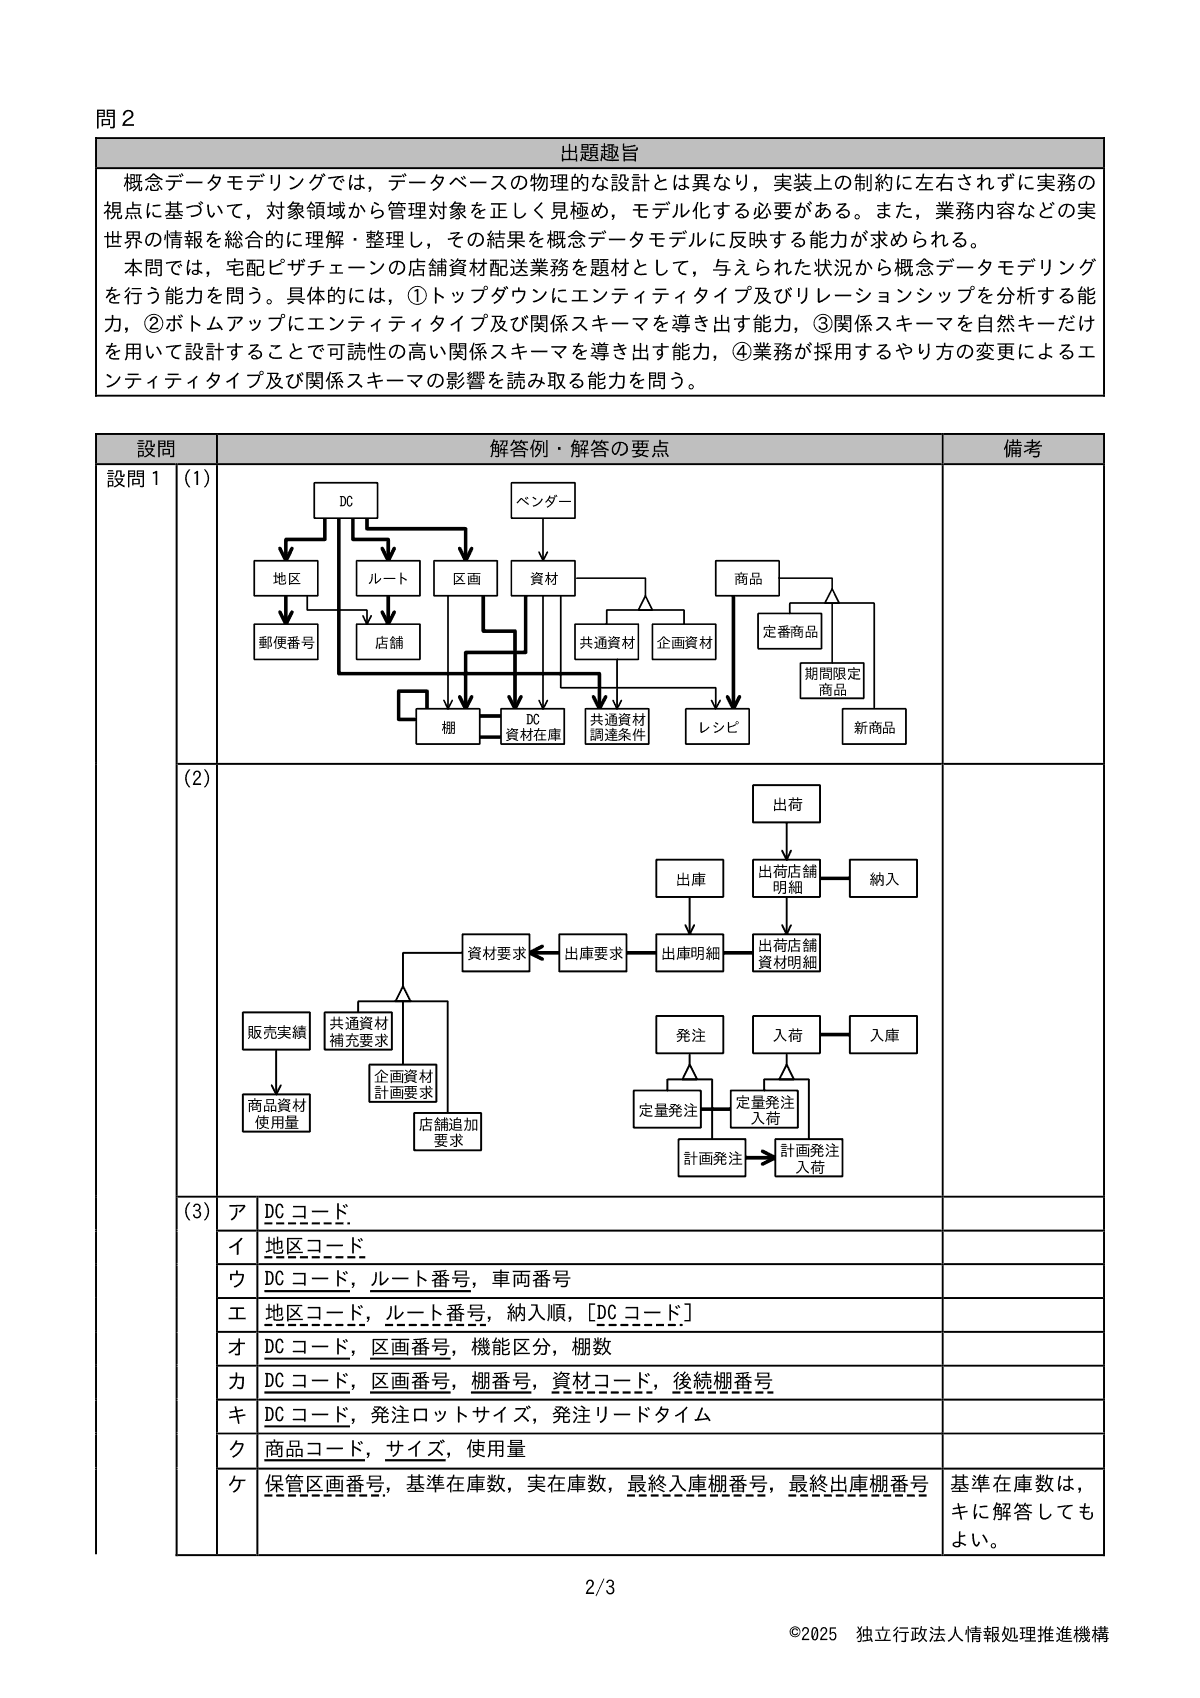 問２
出題趣旨
概念データモデリングでは，データベースの物理的な設計とは異なり，実装上の制約に左右されずに実務の
視点に基づいて，対象領域から管理対象を正しく見極め，モデル化する必要がある。また，業務内容などの実
世界の情報を総合的に理解・整理し，その結果を概念データモデルに反映する能力が求められる。
本問では，宅配ピザチェーンの店舗資材配送業務を題材として，与えられた状況から概念データモデリング
を行う能力を問う。具体的には，①トップダウンにエンティティタイプ及びリレーションシップを分析する能
力，②ボトムアップにエンティティタイプ及び関係スキーマを導き出す能力，③関係スキーマを自然キーだけ
を用いて設計することで可読性の高い関係スキーマを導き出す能力，④業務が採用するやり方の変更によるエ
ンティティタイプ及び関係スキーマの影響を読み取る能力を問う。
設問 解答例・解答の要点 備考
設問１ (1)
DC ベンダー
地区 ルート 区画 資材 商品
郵便番号 店舗 共通資材 企画資材 定番商品
期間限定
商品
棚 DC
資材在庫 共通資材
調達条件 レシピ 新商品
(2)
出荷
出庫 出荷店舗
明細 納入
資材要求 出庫要求 出庫明細 出荷店舗
資材明細
販売実績 共通資材
補充要求 発注 入荷 入庫
企画資材
計画要求
商品資材
使用量 定量発注 定量発注
入荷
店舗追加
要求
計画発注 計画発注
入荷
(3) ア DCコード
イ 地区コード
ウ DCコード，ルート番号，車両番号
エ 地区コード，ルート番号，納入順，［DCコード］
オ DCコード，区画番号，機能区分，棚数
カ DCコード，区画番号，棚番号，資材コード，後続棚番号
キ DCコード，発注ロットサイズ，発注リードタイム
ク 商品コード，サイズ，使用量
ケ 保管区画番号，基準在庫数，実在庫数，最終入庫棚番号，最終出庫棚番号 基準在庫数は，
キに解答しても
よい。
2/3
©2025 独立行政法人情報処理推進機構